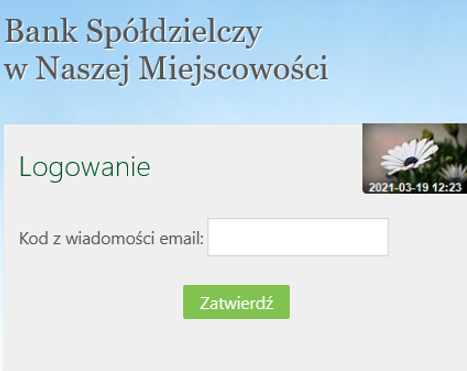 Bank Spółdzielczy
w Naszej Miejscowości
Logowanie
2021-03-19 12:23
Kod z wiadomości email:
Zatwierdź